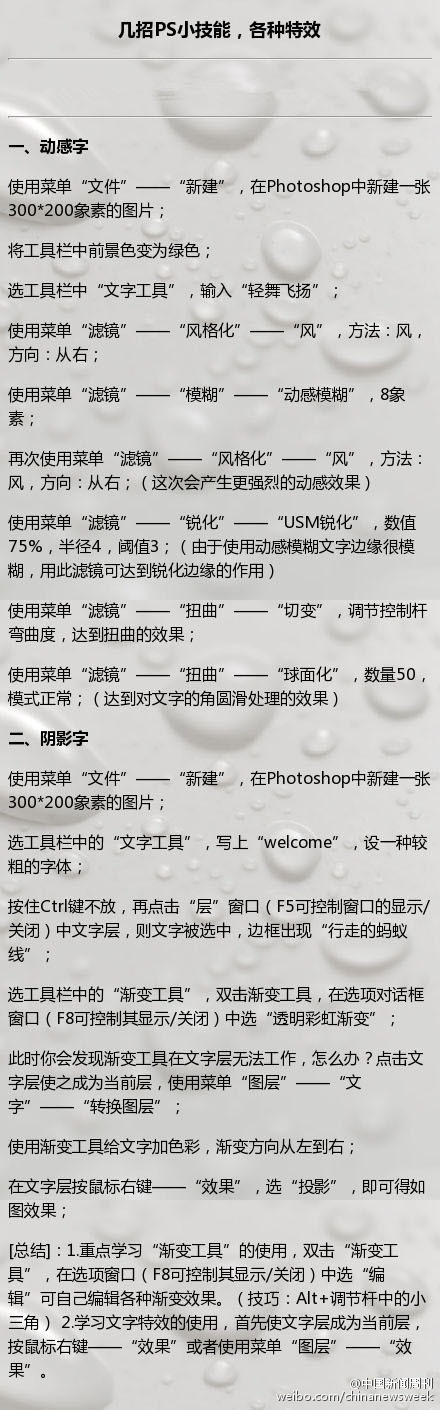 几招PS小技能，各种特效
一、动感字
使用菜单“文件”——“新建”，在Photoshop中新建一张
300*200象素的图片；
将工具栏中前景色变为绿色；
选工具栏中“文字工具”，输入“轻舞飞扬”；
使用菜单“滤镜”——“风格化”——“风”，方法：风，
方向：从右；
使用菜单“滤镜”——“模糊”——“动感模糊”，8象
素；
再次使用菜单“滤镜”——“风格化”——“风”，方法：
风，方向：从右；（这次会产生更强烈的动感效果）
使用菜单“滤镜”——“锐化”——“USM锐化”，数值
75%，半径4，阈值3；（由于使用动感模糊文字边缘很模
糊，用此滤镜可达到锐化边缘的作用）
使用菜单“滤镜”——“扭曲”——“切变”，调节控制杆
弯曲度，达到扭曲的效果；
使用菜单“滤镜”——“扭曲”——“球面化”，数量50，
模式正常；（达到对文字的角圆滑处理的效果）
二、阴影字
使用菜单“文件”——“新建”，在Photoshop中新建一张
300*200象素的图片；
选工具栏中的“文字工具”，写上“welcome”，设一种较
粗的字体；
按住Ctrl键不放，再点击“层”窗口（F5可控制窗口的显示/
关闭）中文字层，则文字被选中，边框出现“行走的蚂蚁
线”；
选工具栏中的“渐变工具”，双击渐变工具，在选项对话框
窗口（F8可控制其显示/关闭）中选“透明彩虹渐变”；
此时你会发现渐变工具在文字层无法工作，怎么办？点击文
字层使之成为当前层，使用菜单“图层”——“文
字”——“转换图层”；
使用渐变工具给文字加色彩，渐变方向从左到右；
在文字层按鼠标右键——“效果”，选“投影”，即可得如
图效果；
[总结]：1.重点学习“渐变工具”的使用，双击“渐变工
具”，在选项窗口（F8可控制其显示/关闭）中选“编
辑”可自己编辑各种渐变效果。（技巧：Alt+调节杆中的小
三角） 2.学习文字特效的使用，首先使文字层成为当前层，
按鼠标右键——“效果”或者使用菜单“图层”——“效
果”。
@中国新闻周刊
weibo.com/chinanewsweek